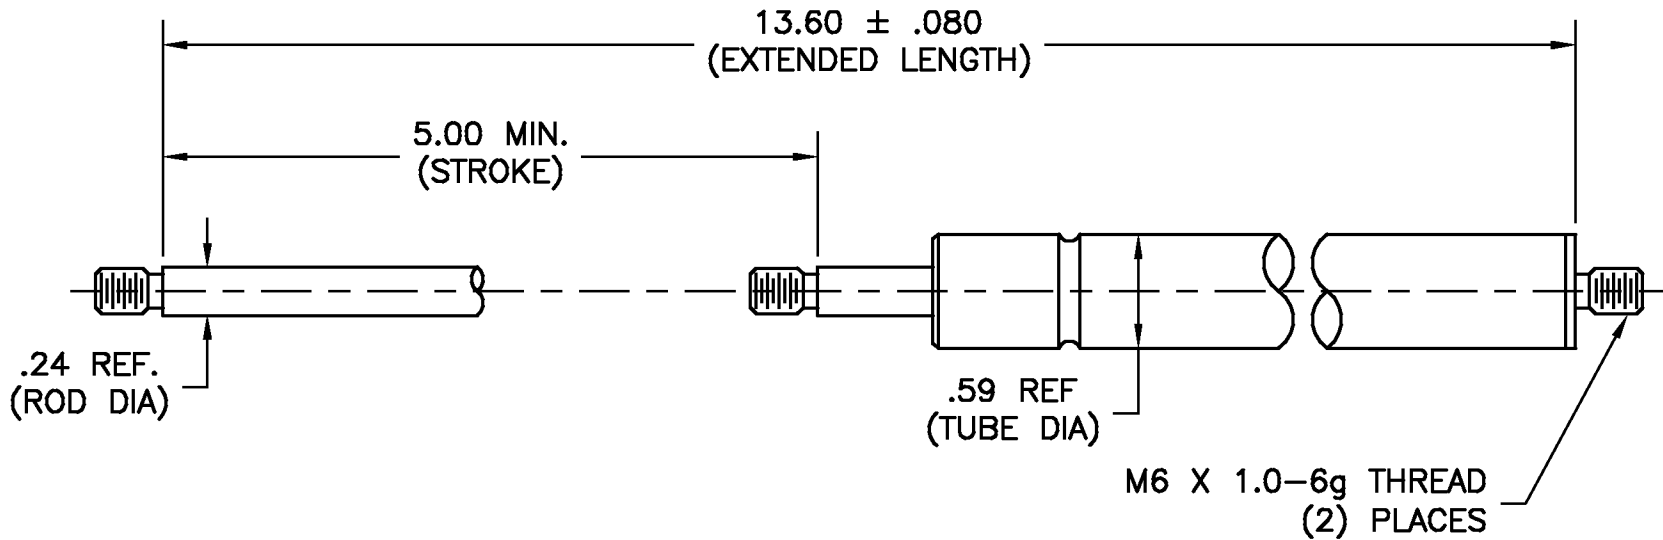 13.60 ± .080
(EXTENDED LENGTH)
5.00 MIN.
(STROKE)
.24 REF.
(ROD DIA)
.59 REF
(TUBE DIA)
M6 X 1.0-6g THREAD
(2) PLACES